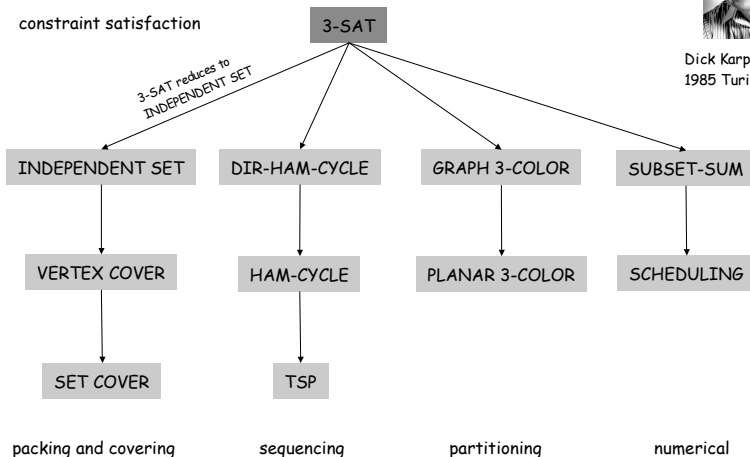 constraint satisfaction
3-SAT
Dick Karp
1985 Turi
3-SAT reduces to
INDEPENDENT SET
INDEPENDENT SET
DIR-HAM-CYCLE
GRAPH 3-COLOR
SUBSET-SUM
VERTEX COVER
HAM-CYCLE
PLANAR 3-COLOR
SCHEDULING
SET COVER
TSP
packing and covering
sequencing
partitioning
numerical